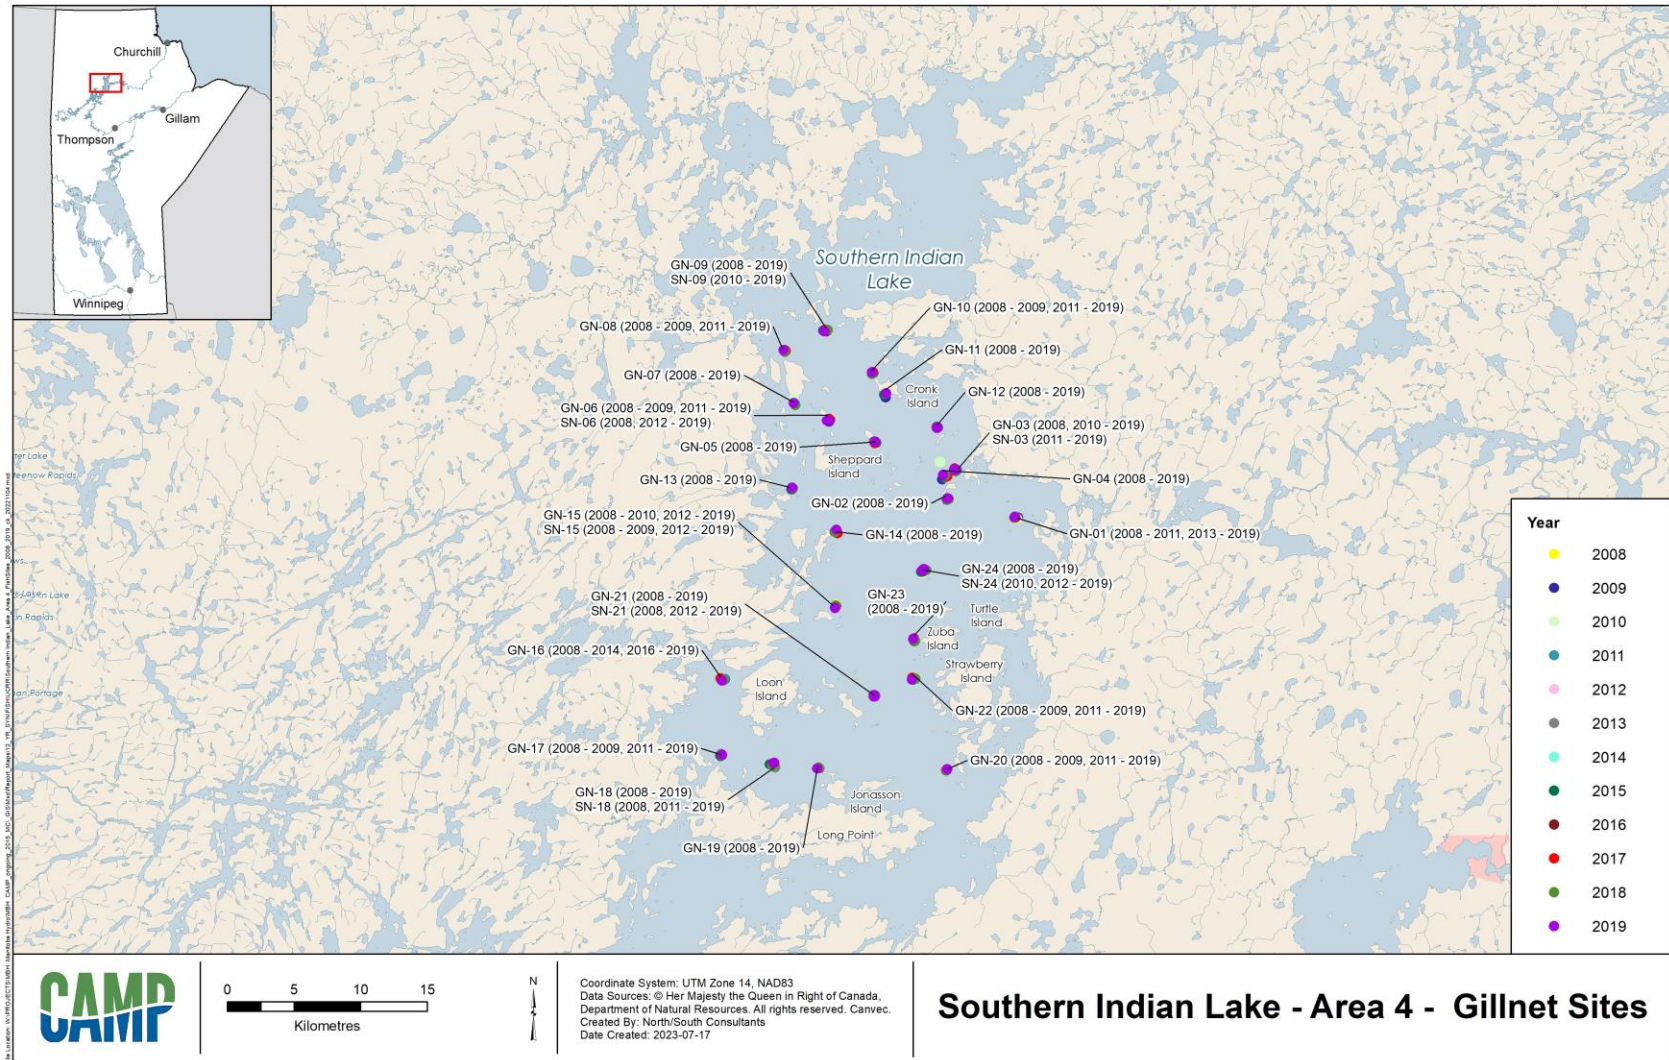 Churchill
Gillam
Thompson
Winnipeg
Southern Indian
Lake
GN-09 (2008 - 2019)
SN-09 (2010 - 2019)
GN-10 (2008 - 2009, 2011 - 2019)
GN-08 (2008 - 2009, 2011 - 2019)
GN-11 (2008 - 2019)
GN-07 (2008 - 2019)
Cronk
Island
GN-12 (2008 - 2019)
GN-06 (2008 - 2009, 2011 - 2019)
SN-06 (2008, 2012 - 2019)
GN-03 (2008, 2010 - 2019)
SN-03 (2011 - 2019)
GN-05 (2008 - 2019)
Sheppard
Island
GN-04 (2008 - 2019)
GN-13 (2008 - 2019)
GN-02 (2008 - 2019)
GN-15 (2008 - 2010, 2012 - 2019)
SN-15 (2008 - 2009, 2012 - 2019)
GN-14 (2008 - 2019)
GN-01 (2008 - 2011, 2013 - 2019)
GN-24 (2008 - 2019)
SN-24 (2010, 2012 - 2019)
GN-21 (2008 - 2019)
SN-21 (2008, 2012 - 2019)
GN-23
(2008 - 2019)
Turtle
Island
Zuba
Island
GN-16 (2008 - 2014, 2016 - 2019)
Strawberry
Island
Loon
Island
GN-22 (2008 - 2009, 2011 - 2019)
GN-17 (2008 - 2009, 2011 - 2019)
GN-20 (2008 - 2009, 2011 - 2019)
GN-18 (2008 - 2019)
SN-18 (2008, 2011 - 2019)
Jonasson
Island
Long Point
GN-19 (2008 - 2019)
Year
2008
2009
2010
2011
2012
2013
2014
2015
2016
2017
2018
2019
CAMP
0 5 10 15
Kilometres
N
Coordinate System: UTM Zone 14, NAD83
Data Sources: © Her Majesty the Queen in Right of Canada,
Department of Natural Resources. All rights reserved. Canvec.
Created By: North/South Consultants
Date Created: 2023-07-17
Southern Indian Lake - Area 4 - Gillnet Sites